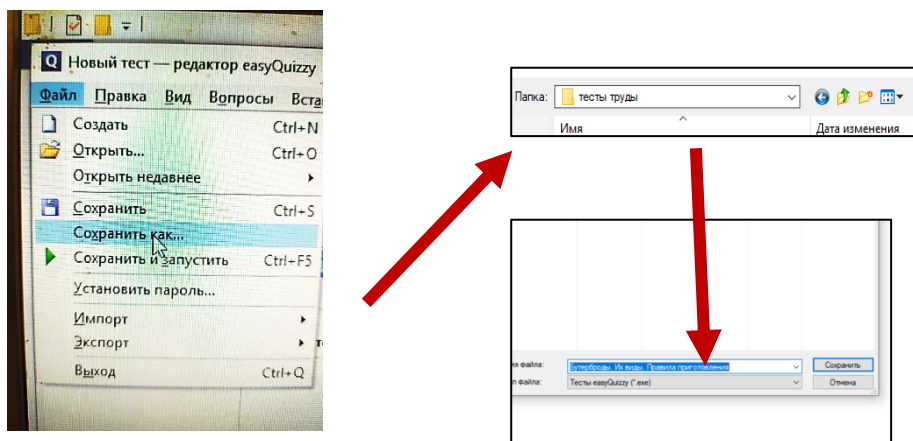 Новый тест — редактор easyQuizzy
Файл Правка Вид Вопросы Вста
Создать Ctrl+N
Открыть... Ctrl+O
Открыть недавнее
Сохранить Ctrl+S
Сохранить как...
Сохранить и запустить Ctrl+F5
Установить пароль...
Импорт
Экспорт
Выход Ctrl+Q
Папка: тесты труды
Имя Дата изменения
я файла: Бутерброды. Их виды. Правила приготовления Сохранить
п файла: Тесты easyQuizzy (*.exe) Отмена